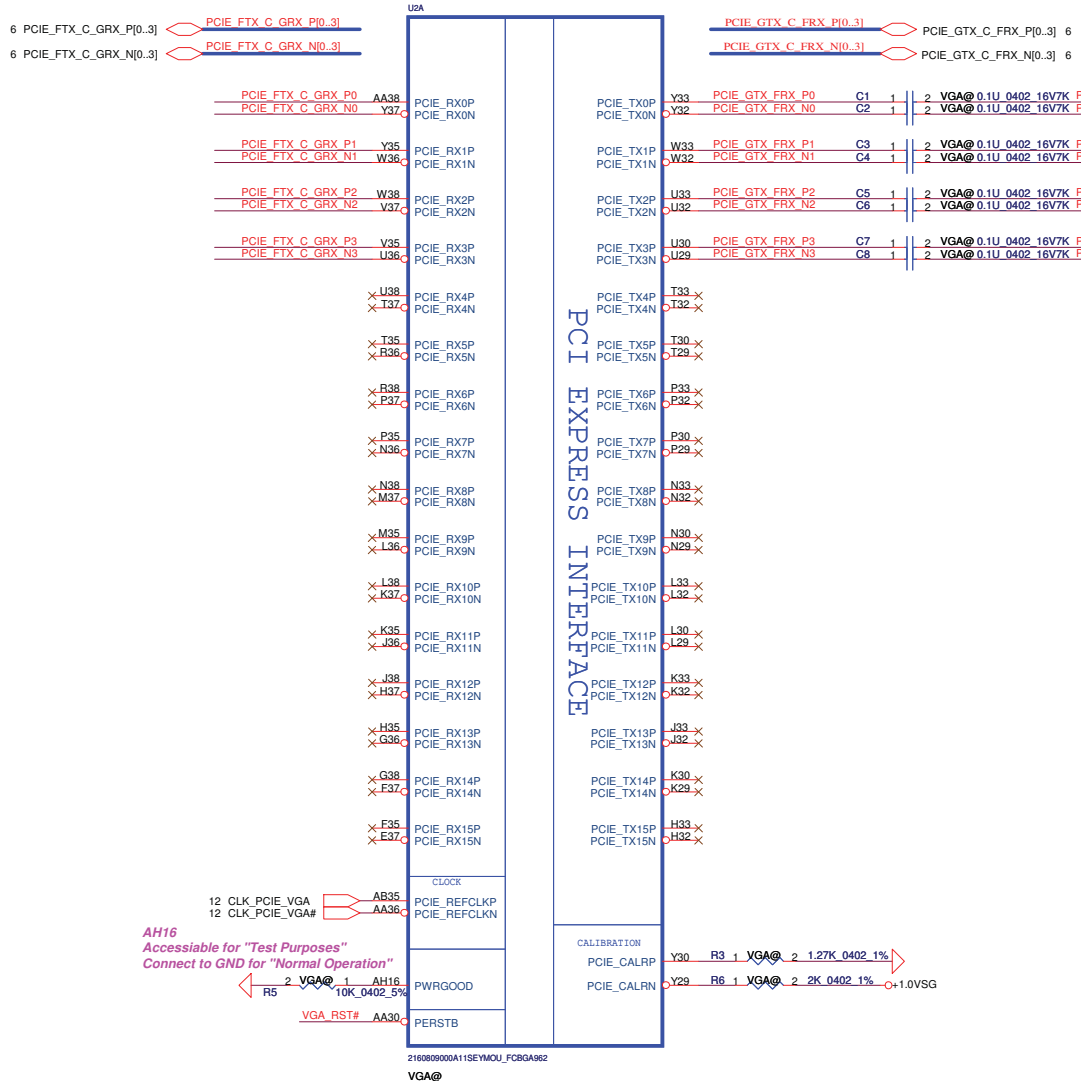 U2A
6 PCIE_FTX_C_GRX_P[0..3] PCIE_FTX_C_GRX_P[0..3] PCIE_GTX_C_FRX_P[0..3] PCIE_GTX_C_FRX_P[0..3] 6
6 PCIE_FTX_C_GRX_N[0..3] PCIE_FTX_C_GRX_N[0..3] PCIE_GTX_C_FRX_N[0..3] PCIE_GTX_C_FRX_N[0..3] 6
PCIE_FTX_C_GRX_P0 AA38 PCIE_RX0P PCIE_TX0P Y33 PCIE_GTX_FRX_P0 C1 1 2 VGA@ 0.1U_0402_16V7K
PCIE_FTX_C_GRX_N0 Y37 PCIE_RX0N PCIE_TX0N Y32 PCIE_GTX_FRX_N0 C2 1 2 VGA@ 0.1U_0402_16V7K
PCIE_FTX_C_GRX_P1 Y35 PCIE_RX1P PCIE_TX1P W33 PCIE_GTX_FRX_P1 C3 1 2 VGA@ 0.1U_0402_16V7K
PCIE_FTX_C_GRX_N1 W36 PCIE_RX1N PCIE_TX1N W32 PCIE_GTX_FRX_N1 C4 1 2 VGA@ 0.1U_0402_16V7K
PCIE_FTX_C_GRX_P2 W38 PCIE_RX2P PCIE_TX2P U33 PCIE_GTX_FRX_P2 C5 1 2 VGA@ 0.1U_0402_16V7K
PCIE_FTX_C_GRX_N2 V37 PCIE_RX2N PCIE_TX2N U32 PCIE_GTX_FRX_N2 C6 1 2 VGA@ 0.1U_0402_16V7K
PCIE_FTX_C_GRX_P3 V35 PCIE_RX3P PCIE_TX3P U30 PCIE_GTX_FRX_P3 C7 1 2 VGA@ 0.1U_0402_16V7K
PCIE_FTX_C_GRX_N3 U36 PCIE_RX3N PCIE_TX3N U29 PCIE_GTX_FRX_N3 C8 1 2 VGA@ 0.1U_0402_16V7K
U38 PCIE_RX4P PCIE_TX4P T33
T37 PCIE_RX4N PCIE_TX4N T32
PCI EXPRESS INTERFACE
T35 PCIE_RX5P PCIE_TX5P T30
R36 PCIE_RX5N PCIE_TX5N T29
R38 PCIE_RX6P PCIE_TX6P P33
P37 PCIE_RX6N PCIE_TX6N P32
P35 PCIE_RX7P PCIE_TX7P P30
N36 PCIE_RX7N PCIE_TX7N P29
N38 PCIE_RX8P PCIE_TX8P N33
M37 PCIE_RX8N PCIE_TX8N N32
M35 PCIE_RX9P PCIE_TX9P N30
L36 PCIE_RX9N PCIE_TX9N N29
L38 PCIE_RX10P PCIE_TX10P L33
K37 PCIE_RX10N PCIE_TX10N L32
K35 PCIE_RX11P PCIE_TX11P L30
J36 PCIE_RX11N PCIE_TX11N L29
J38 PCIE_RX12P PCIE_TX12P K33
H37 PCIE_RX12N PCIE_TX12N K32
H35 PCIE_RX13P PCIE_TX13P J33
G36 PCIE_RX13N PCIE_TX13N J32
G38 PCIE_RX14P PCIE_TX14P K30
F37 PCIE_RX14N PCIE_TX14N K29
F35 PCIE_RX15P PCIE_TX15P H33
E37 PCIE_RX15N PCIE_TX15N H32
CLOCK
12 CLK_PCIE_VGA AB35 PCIE_REFCLKP
12 CLK_PCIE_VGA# AA36 PCIE_REFCLKN
AH16
Accessiable for "Test Purposes"
Connect to GND for "Normal Operation"
CALIBRATION
PCIE_CALRP Y30 R3 1 VGA@ 2 1.27K_0402_1%
PCIE_CALRN Y29 R6 1 VGA@ 2 2K_0402_1% +1.0VSG
2 VGA@ 1 AH16 PWRGOOD
R5 10K_0402_5%
VGA_RST# AA30 PERSTB
2160809000A11SEYMOU_FCBGA962
VGA@